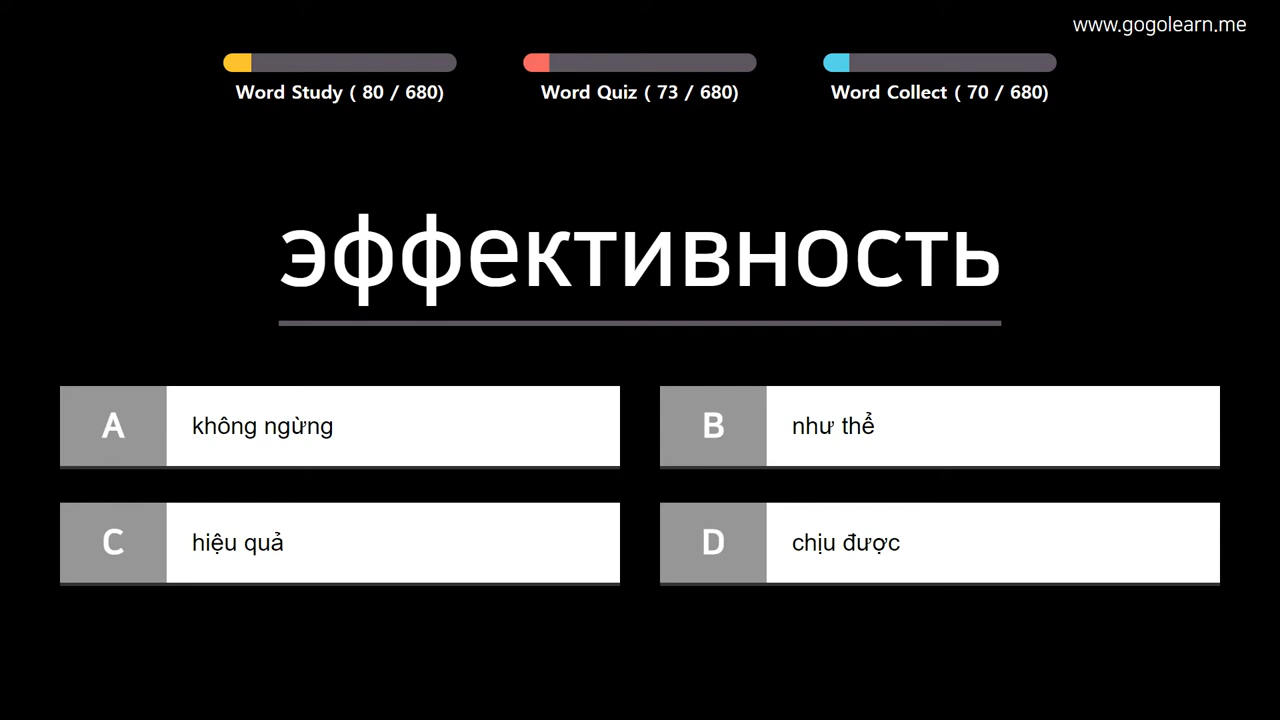 www.gogolearn.me
Word Study ( 80 / 680)
Word Quiz ( 73 / 680)
Word Collect ( 70 / 680)
эффективность
A không ngừng
B như thể
C hiệu quả
D chịu được